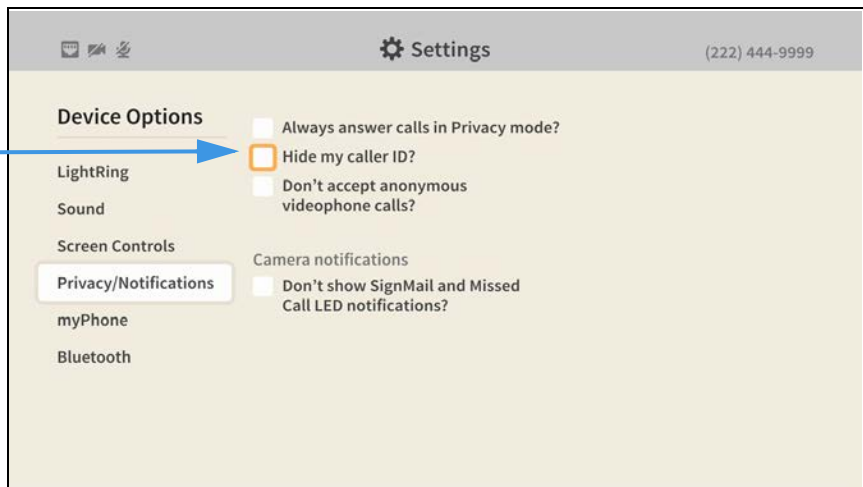 Settings
(222) 444-9999
Device Options
LightRing
Sound
Screen Controls
Privacy/Notifications
myPhone
Bluetooth
Always answer calls in Privacy mode?
Hide my caller ID?
Don't accept anonymous
videophone calls?
Camera notifications
Don't show SignMail and Missed
Call LED notifications?